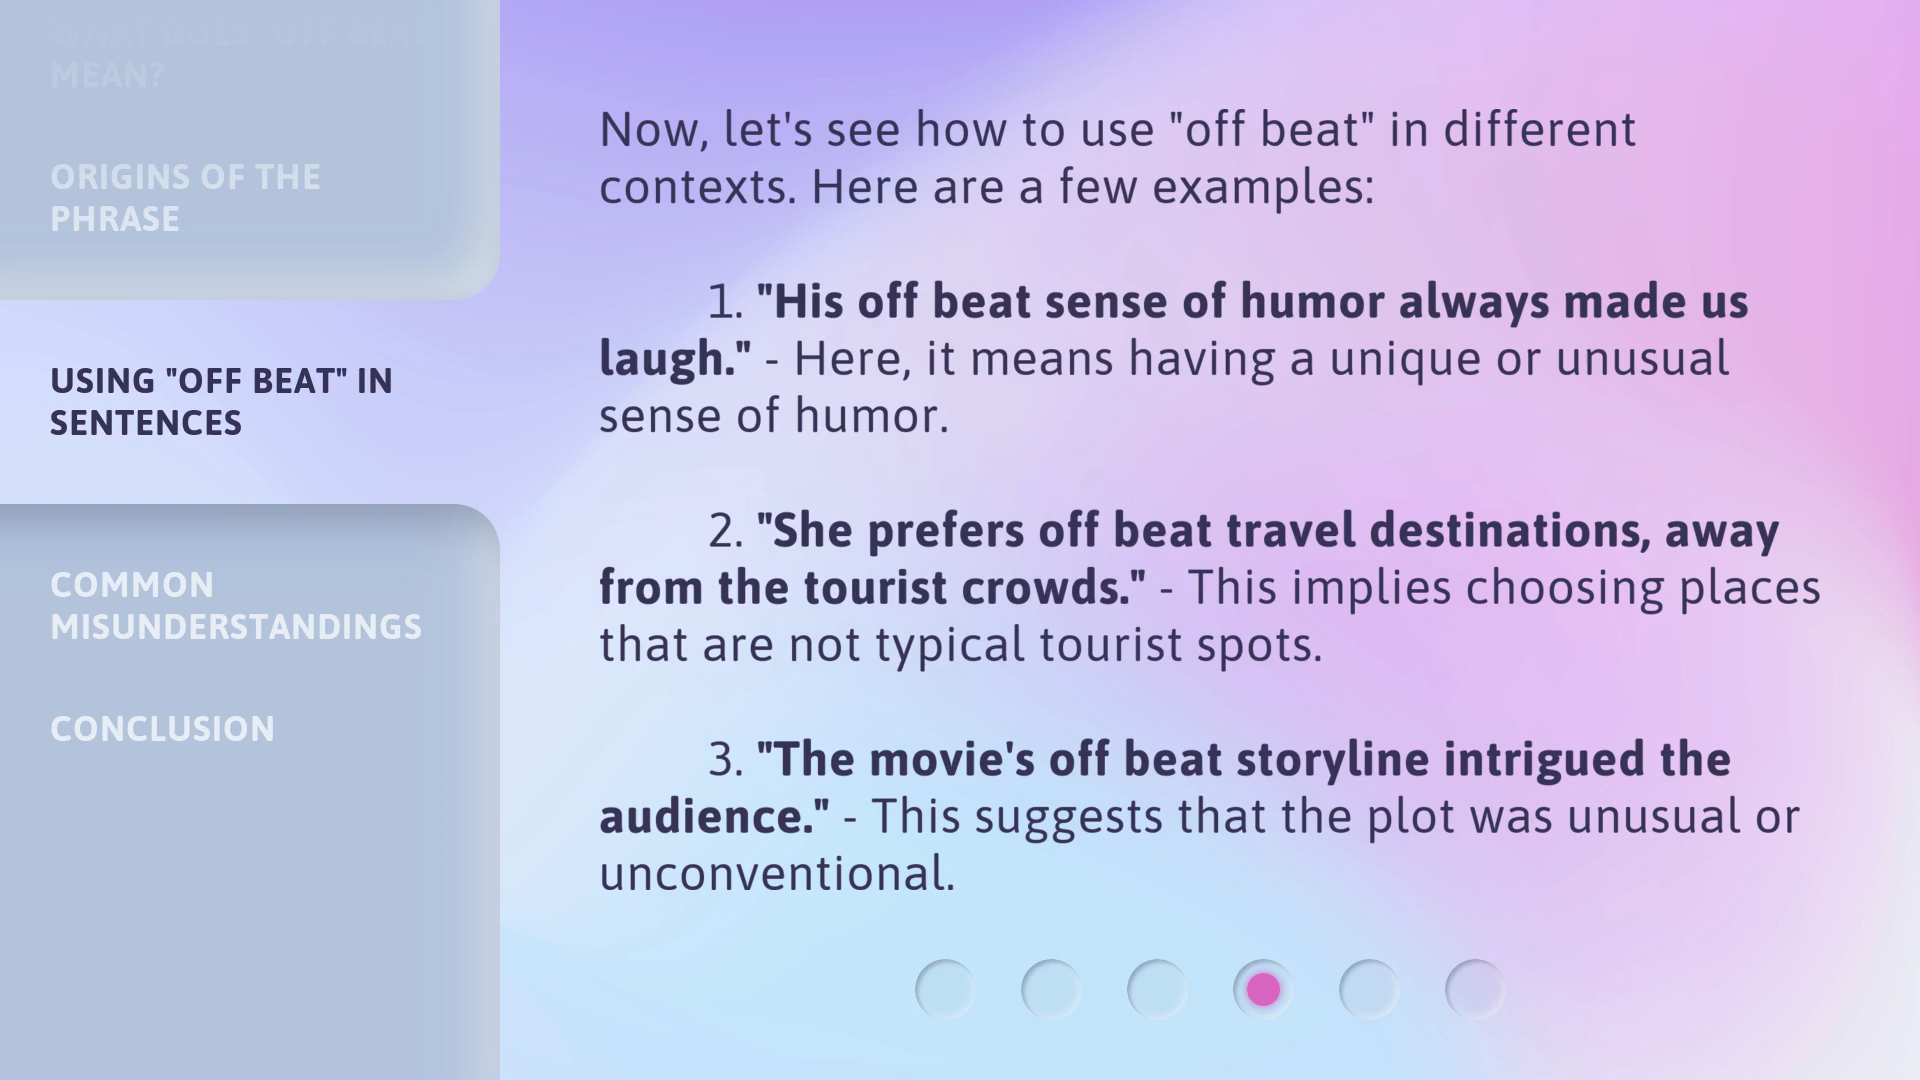 WHAT DOES "OFF BEAT"
MEAN?
ORIGINS OF THE
PHRASE
USING "OFF BEAT" IN
SENTENCES
COMMON
MISUNDERSTANDINGS
CONCLUSION
Now, let's see how to use "off beat" in different
contexts. Here are a few examples:
1. "His off beat sense of humor always made us
laugh." - Here, it means having a unique or unusual
sense of humor.
2. "She prefers off beat travel destinations, away
from the tourist crowds." - This implies choosing places
that are not typical tourist spots.
3. "The movie's off beat storyline intrigued the
audience." - This suggests that the plot was unusual or
unconventional.